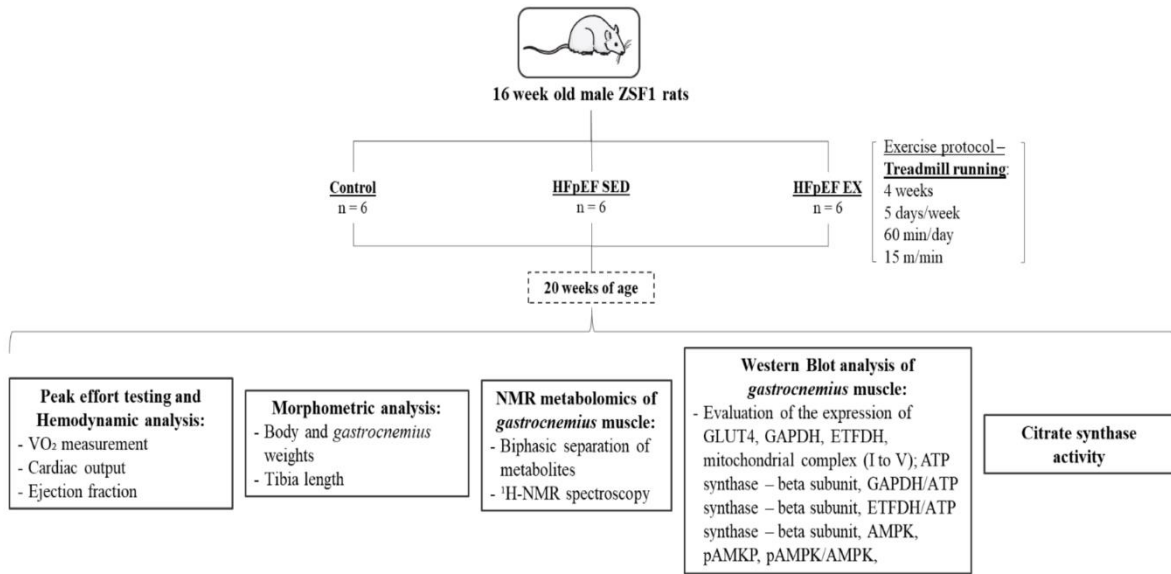 16 week old male ZSF1 rats
Control
n = 6
HFpEF SED
n = 6
HFpEF EX
n = 6
Exercise protocol –
Treadmill running:
4 weeks
5 days/week
60 min/day
15 m/min
20 weeks of age
Peak effort testing and
Hemodynamic analysis:
- VO₂ measurement
- Cardiac output
- Ejection fraction
Morphometric analysis:
- Body and gastrocnemius
weights
- Tibia length
NMR metabolomics of
gastrocnemius muscle:
- Biphasic separation of
metabolites
- ¹H-NMR spectroscopy
Western Blot analysis of
gastrocnemius muscle:
- Evaluation of the expression of
GLUT4, GAPDH, ETFDH,
mitochondrial complex (I to V); ATP
synthase – beta subunit, GAPDH/ATP
synthase – beta subunit, ETFDH/ATP
synthase – beta subunit, AMPK,
pAMKP, pAMPK/AMPK,
Citrate synthase
activity